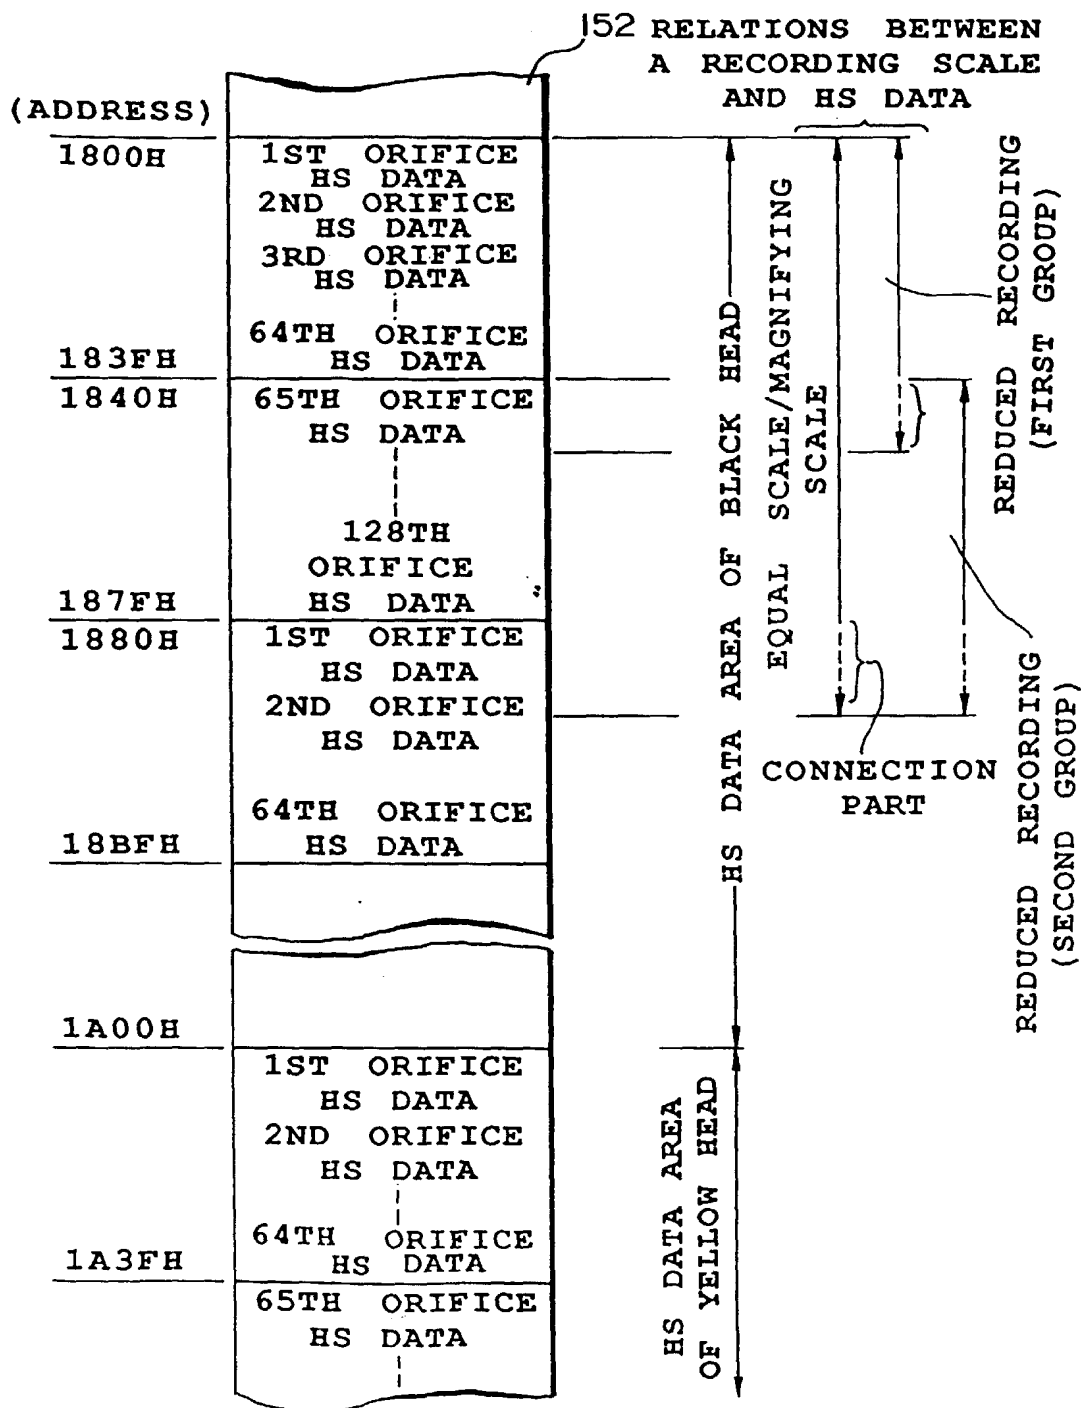 152 RELATIONS BETWEEN
A RECORDING SCALE
AND HS DATA
(ADDRESS)
1800H
1ST ORIFICE
HS DATA
2ND ORIFICE
HS DATA
3RD ORIFICE
HS DATA
64TH ORIFICE
183FH HS DATA
1840H 65TH ORIFICE
HS DATA
128TH
ORIFICE
187FH HS DATA
1880H 1ST ORIFICE
HS DATA
2ND ORIFICE
HS DATA
64TH ORIFICE
18BFH HS DATA
1A00H
1ST ORIFICE
HS DATA
2ND ORIFICE
HS DATA
64TH ORIFICE
1A3FH HS DATA
65TH ORIFICE
HS DATA
HS DATA AREA OF BLACK HEAD
EQUAL SCALE/MAGNIFYING
SCALE
REDUCED RECORDING
(FIRST GROUP)
CONNECTION
PART
REDUCED RECORDING
(SECOND GROUP)
HS DATA AREA
OF YELLOW HEAD